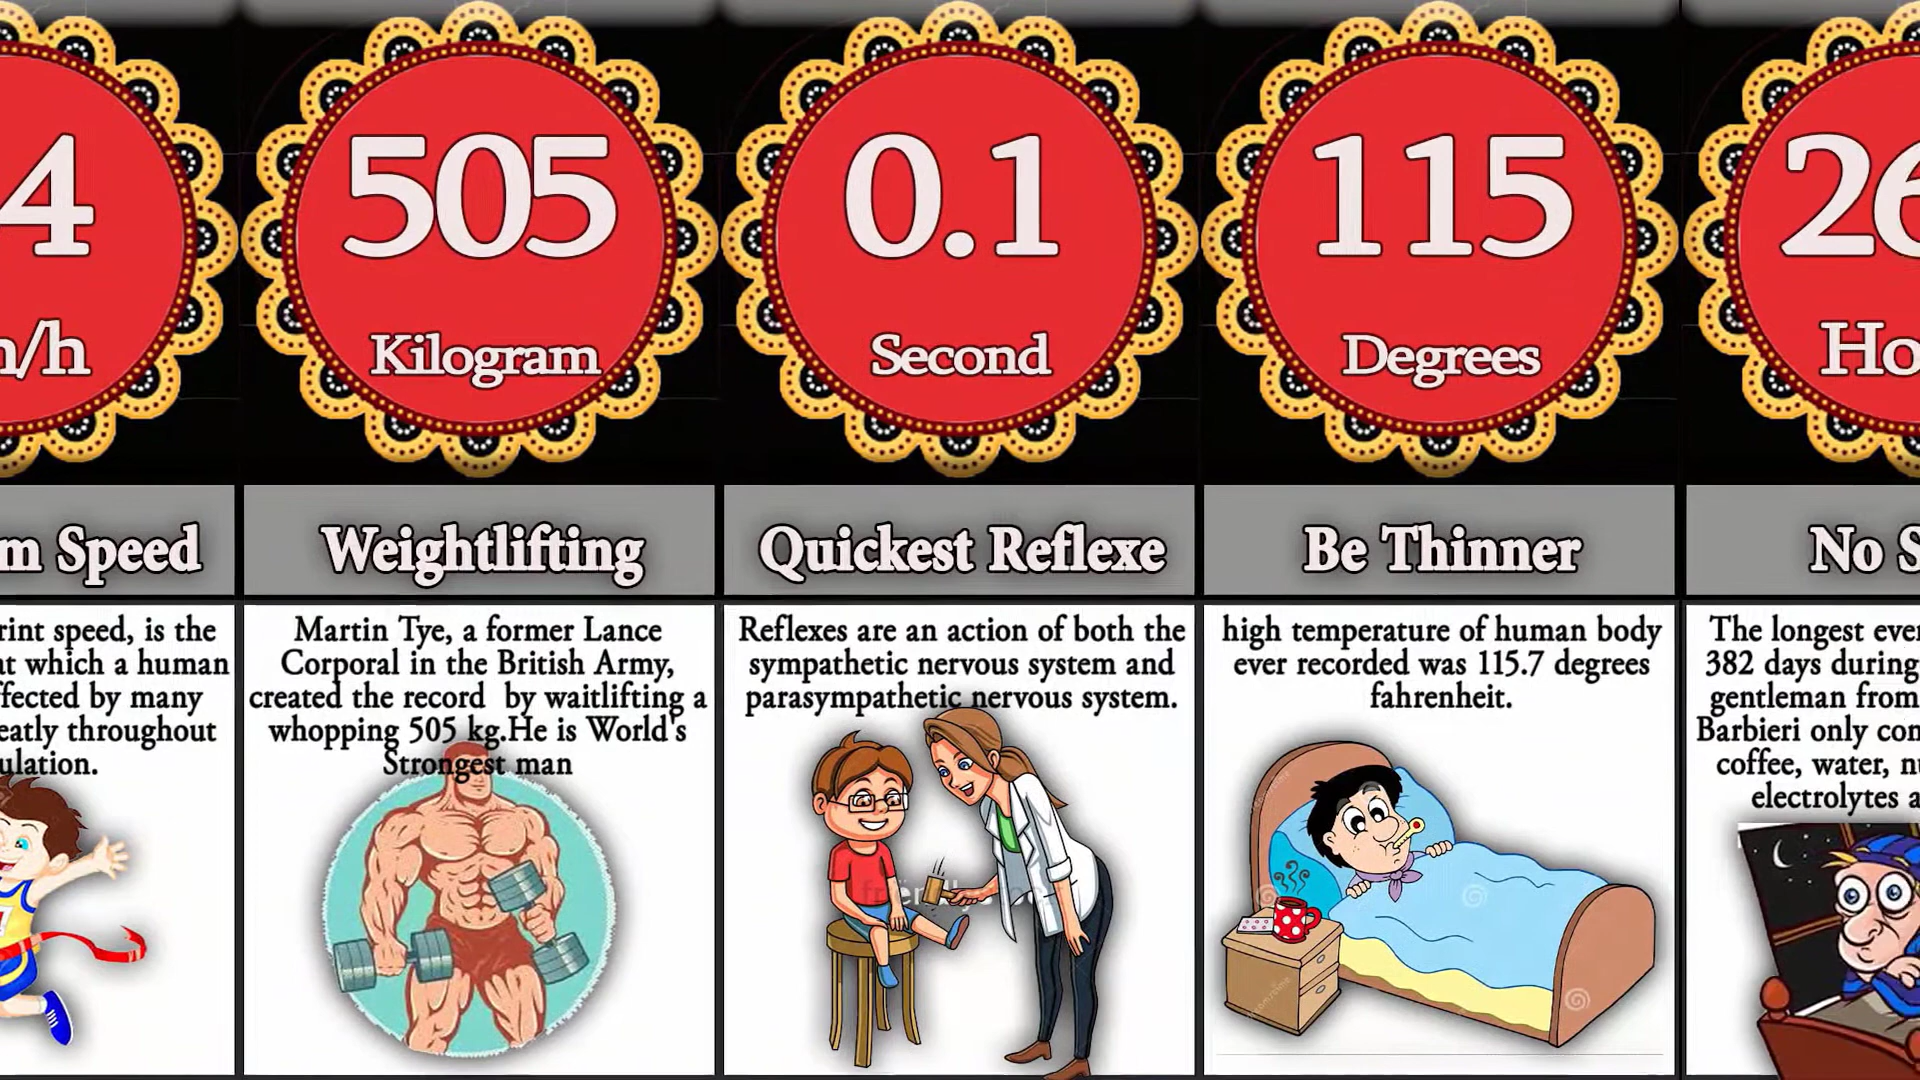 4
m/h
m Speed
rint speed, is the
at which a human
ffected by many
eatly throughout
ulation.
505
Kilogram
Weightlifting
Martin Tye, a former Lance
Corporal in the British Army,
created the record by waitlifting a
whopping 505 kg.He is World's
Strongest man
0.1
Second
Quickest Reflexe
Reflexes are an action of both the
sympathetic nervous system and
parasympathetic nervous system.
115
Degrees
Be Thinner
high temperature of human body
ever recorded was 115.7 degrees
fahrenheit.
26
Ho
No S
The longest ever
382 days during
gentleman from
Barbieri only con
coffee, water, nu
electrolytes a